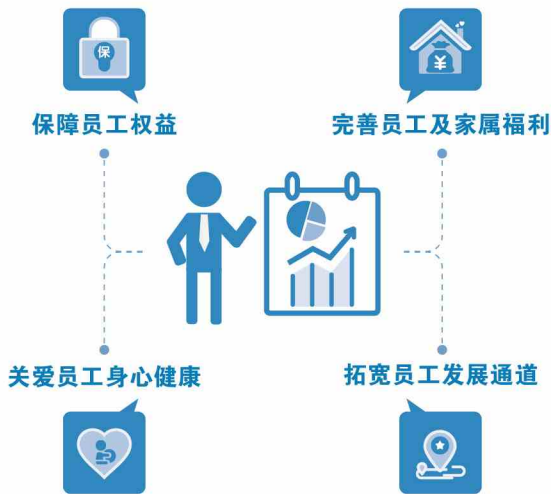 保
¥
保障员工权益
完善员工及家属福利
关爱员工身心健康
拓宽员工发展通道